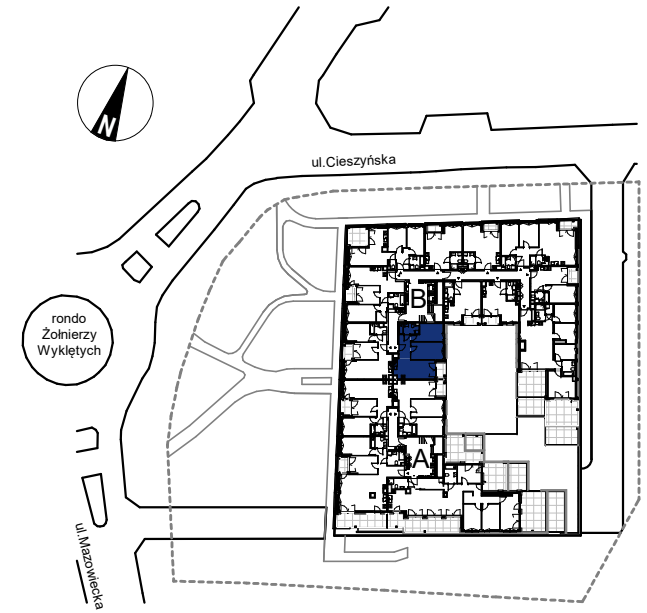 N
ul.Cieszyńska
B
rondo
Żołnierzy
Wyklętych
A
ul.Mazowiecka